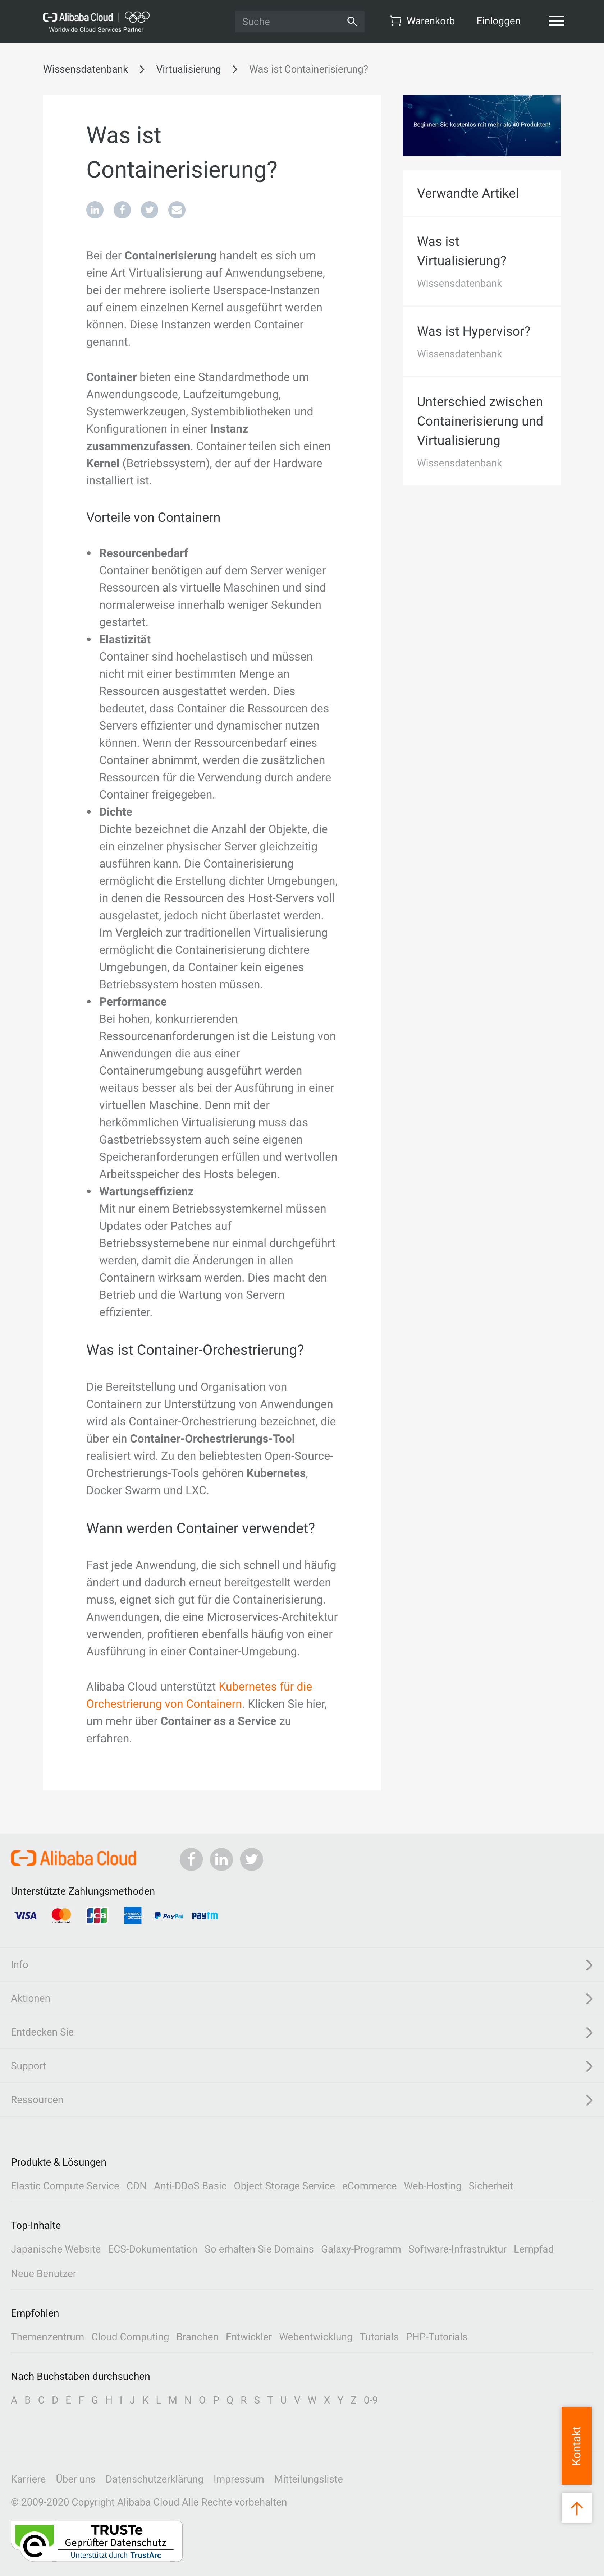 Alibaba Cloud
Worldwide Cloud Services Partner
Suche
Warenkorb
Einloggen
Wissensdatenbank
Virtualisierung
Was ist Containerisierung?
Was ist
Containerisierung?
Bei der Containerisierung handelt es sich um
eine Art Virtualisierung auf Anwendungsebene,
bei der mehrere isolierte Userspace-Instanzen
auf einem einzelnen Kernel ausgeführt werden
können. Diese Instanzen werden Container
genannt.
Container bieten eine Standardmethode um
Anwendungscode, Laufzeitumgebung,
Systemwerkzeugen, Systembibliotheken und
Konfigurationen in einer Instanz
zusammenzufassen. Container teilen sich einen
Kernel (Betriebssystem), der auf der Hardware
installiert ist.
Vorteile von Containern
• Resourcenbedarf
Container benötigen auf dem Server weniger
Ressourcen als virtuelle Maschinen und sind
normalerweise innerhalb weniger Sekunden
gestartet.
• Elastizität
Container sind hochelastisch und müssen
nicht mit einer bestimmten Menge an
Ressourcen ausgestattet werden. Dies
bedeutet, dass Container die Ressourcen des
Servers effizienter und dynamischer nutzen
können. Wenn der Ressourcenbedarf eines
Container abnimmt, werden die zusätzlichen
Ressourcen für die Verwendung durch andere
Container freigegeben.
• Dichte
Dichte bezeichnet die Anzahl der Objekte, die
ein einzelner physischer Server gleichzeitig
ausführen kann. Die Containerisierung
ermöglicht die Erstellung dichter Umgebungen,
in denen die Ressourcen des Host-Servers voll
ausgelastet, jedoch nicht überlastet werden.
Im Vergleich zur traditionellen Virtualisierung
ermöglicht die Containerisierung dichtere
Umgebungen, da Container kein eigenes
Betriebssystem hosten müssen.
• Performance
Bei hohen, konkurrierenden
Ressourcenanforderungen ist die Leistung von
Anwendungen die aus einer
Containerumgebung ausgeführt werden
weitaus besser als bei der Ausführung in einer
virtuellen Maschine. Denn mit der
herkömmlichen Virtualisierung muss das
Gastbetriebssystem auch seine eigenen
Speicheranforderungen erfüllen und wertvollen
Arbeitsspeicher des Hosts belegen.
• Wartungseffizienz
Mit nur einem Betriebssystemkernel müssen
Updates oder Patches auf
Betriebssystemebene nur einmal durchgeführt
werden, damit die Änderungen in allen
Containern wirksam werden. Dies macht den
Betrieb und die Wartung von Servern
effizienter.
Was ist Container-Orchestrierung?
Die Bereitstellung und Organisation von
Containern zur Unterstützung von Anwendungen
wird als Container-Orchestrierung bezeichnet, die
über ein Container-Orchestrierungs-Tool
realisiert wird. Zu den beliebtesten Open-Source-
Orchestrierungs-Tools gehören Kubernetes,
Docker Swarm und LXC.
Wann werden Container verwendet?
Fast jede Anwendung, die sich schnell und häufig
ändert und dadurch erneut bereitgestellt werden
muss, eignet sich gut für die Containerisierung.
Anwendungen, die eine Microservices-Architektur
verwenden, profitieren ebenfalls häufig von einer
Ausführung in einer Container-Umgebung.
Alibaba Cloud unterstützt Kubernetes für die
Orchestrierung von Containern. Klicken Sie hier,
um mehr über Container as a Service zu
erfahren.
Beginnen Sie kostenlos mit mehr als 40 Produkten!
Verwandte Artikel
Was ist
Virtualisierung?
Wissensdatenbank
Was ist Hypervisor?
Wissensdatenbank
Unterschied zwischen
Containerisierung und
Virtualisierung
Wissensdatenbank
Alibaba Cloud
Unterstützte Zahlungsmethoden
VISA mastercard JCB AMERICAN EXPRESS PayPal paytm
Info
Aktionen
Entdecken Sie
Support
Ressourcen
Produkte & Lösungen
Elastic Compute Service CDN Anti-DDoS Basic Object Storage Service eCommerce Web-Hosting Sicherheit
Top-Inhalte
Japanische Website ECS-Dokumentation So erhalten Sie Domains Galaxy-Programm Software-Infrastruktur Lernpfad
Neue Benutzer
Empfohlen
Themenzentrum Cloud Computing Branchen Entwickler Webentwicklung Tutorials PHP-Tutorials
Nach Buchstaben durchsuchen
A B C D E F G H I J K L M N O P Q R S T U V W X Y Z 0-9
Kontakt
Karriere Über uns Datenschutzerklärung Impressum Mitteilungsliste
© 2009-2020 Copyright Alibaba Cloud Alle Rechte vorbehalten
TRUSTe
Geprüfter Datenschutz
Unterstützt durch TrustArc